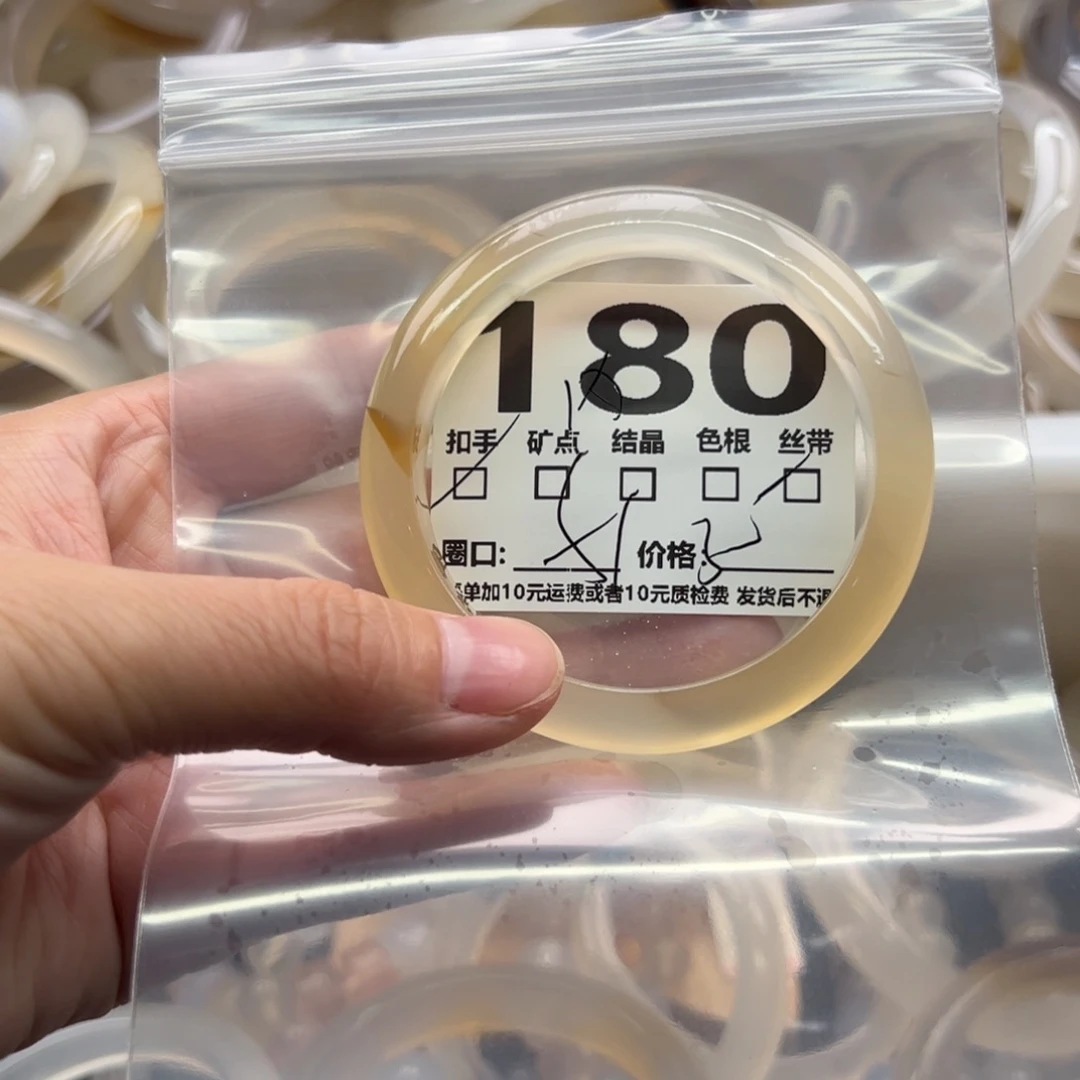 180
扣手 矿点 结晶 色根 丝带
圈口: 价格:
单加10元运费或者10元质检费 发货后不退